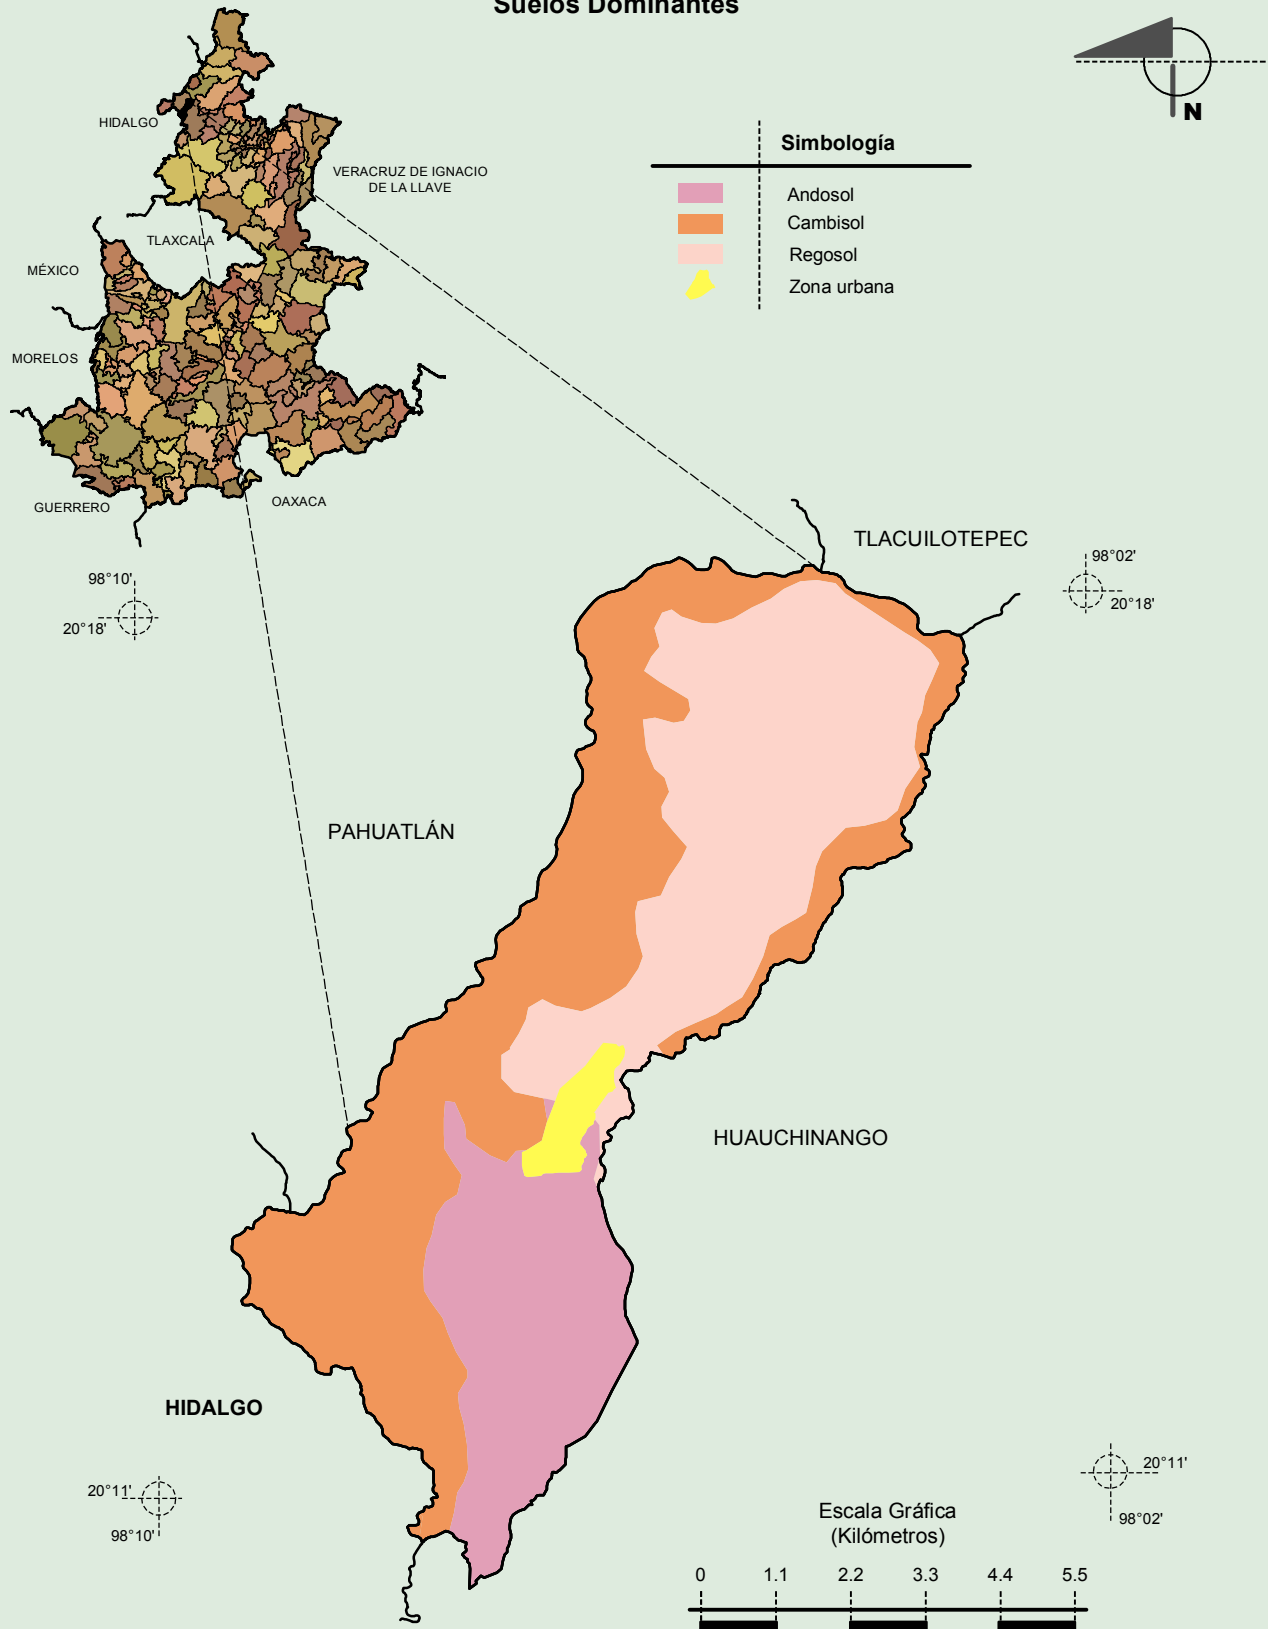 Suelos Dominantes
N
Simbología
Andosol
Cambisol
Regosol
Zona urbana
HIDALGO
VERACRUZ DE IGNACIO
DE LA LLAVE
TLAXCALA
MÉXICO
MORELOS
GUERRERO
OAXACA
TLACUILOTEPEC
98°10'
20°18'
98°02'
20°18'
PAHUATLÁN
HUAUCHINANGO
HIDALGO
20°11'
98°10'
20°11'
98°02'
Escala Gráfica
(Kilómetros)
0 1.1 2.2 3.3 4.4 5.5